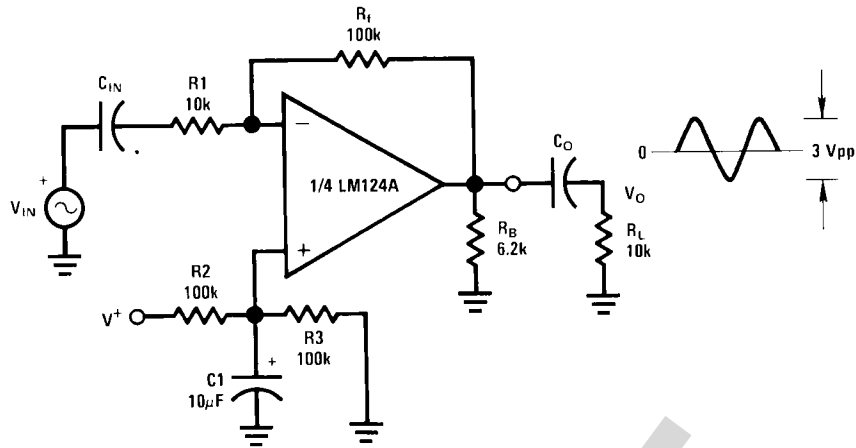 Rf
100k
CIN
R1
10k
−
1/4 LM124A
+
CO
0
3 Vpp
+
VIN
VO
RB
6.2k
RL
10k
R2
100k
V+
R3
100k
+
C1
10μF